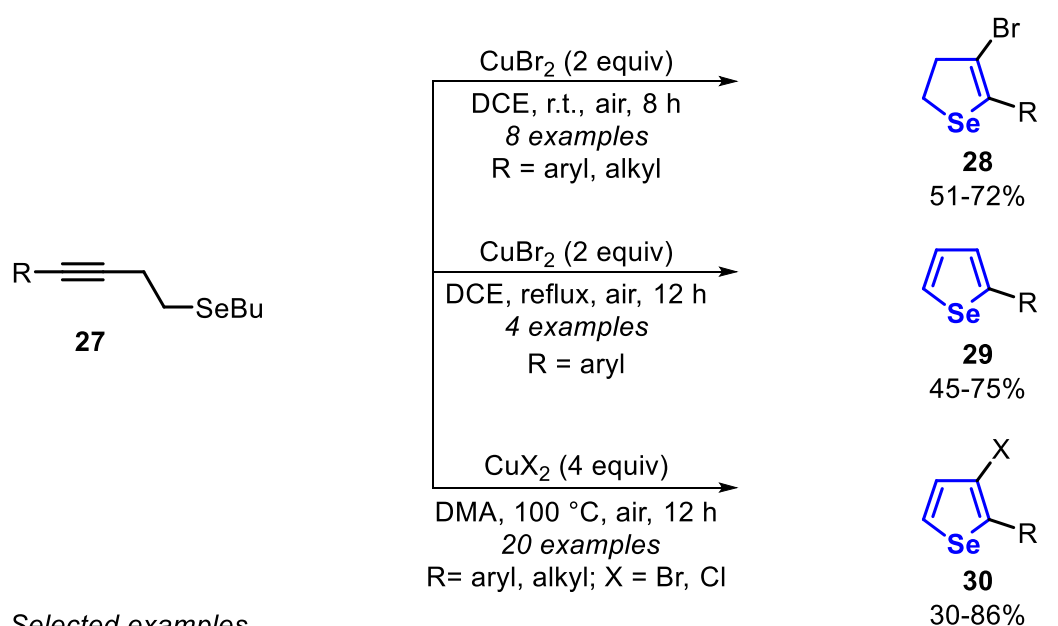 CuBr2 (2 equiv)
DCE, r.t., air, 8 h
8 examples
R = aryl, alkyl
Br
Se
R
28
51-72%
R
SeBu
27
CuBr2 (2 equiv)
DCE, reflux, air, 12 h
4 examples
R = aryl
Se
R
29
45-75%
CuX2 (4 equiv)
DMA, 100 °C, air, 12 h
20 examples
R= aryl, alkyl; X = Br, Cl
X
Se
R
30
30-86%
Selected examples